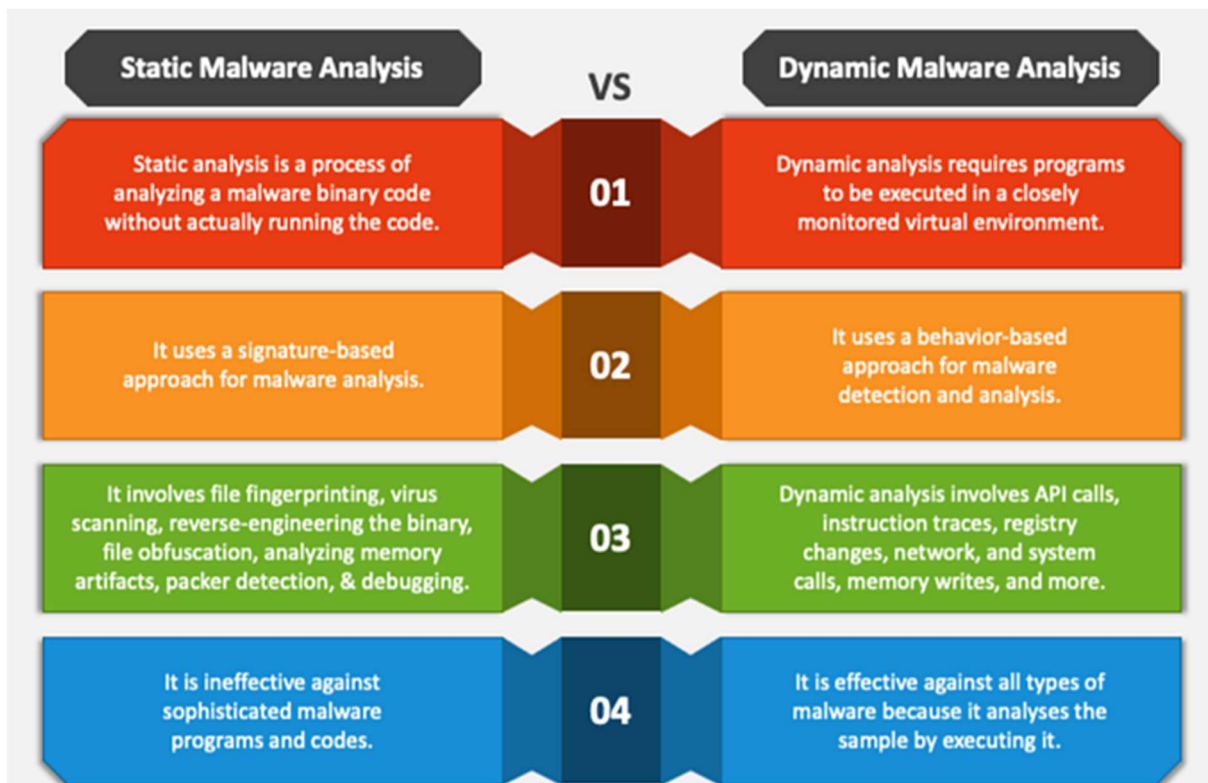 Static Malware Analysis
VS
Dynamic Malware Analysis
Static analysis is a process of
analyzing a malware binary code
without actually running the code.
01
Dynamic analysis requires programs
to be executed in a closely
monitored virtual environment.
It uses a signature-based
approach for malware analysis.
02
It uses a behavior-based
approach for malware
detection and analysis.
It involves file fingerprinting, virus
scanning, reverse-engineering the binary,
file obfuscation, analyzing memory
artifacts, packer detection, & debugging.
03
Dynamic analysis involves API calls,
instruction traces, registry
changes, network, and system
calls, memory writes, and more.
It is ineffective against
sophisticated malware
programs and codes.
04
It is effective against all types of
malware because it analyses the
sample by executing it.